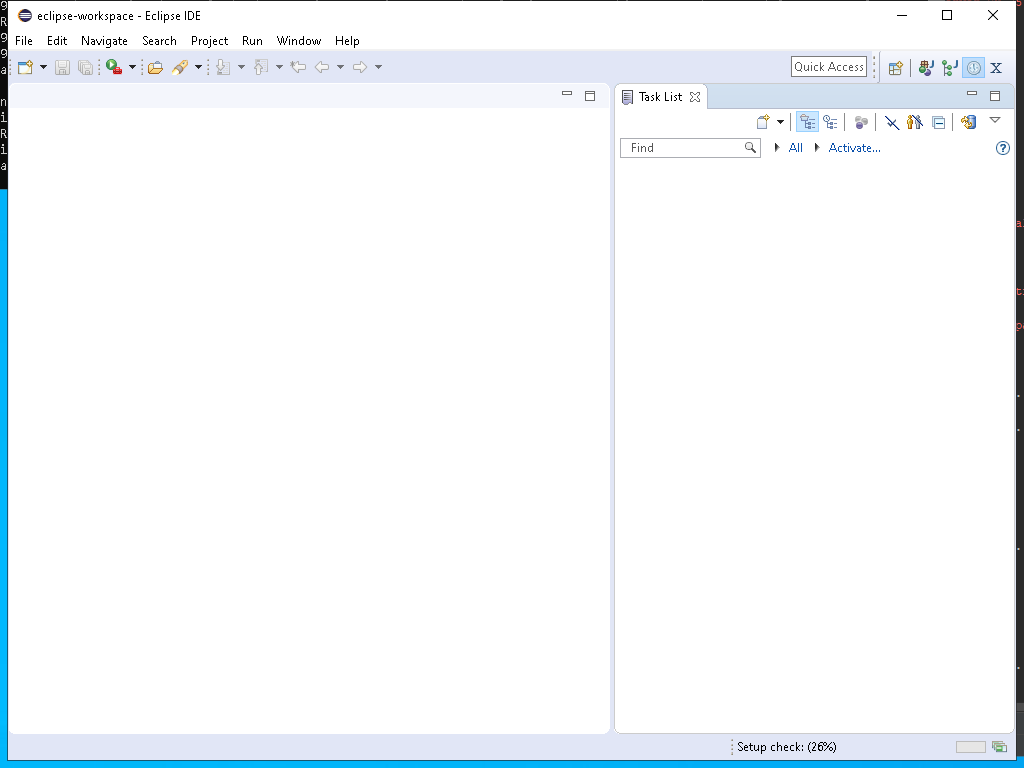 eclipse-workspace - Eclipse IDE
File Edit Navigate Search Project Run Window Help
Quick Access
Task List
Find All Activate...
Setup check: (26%)